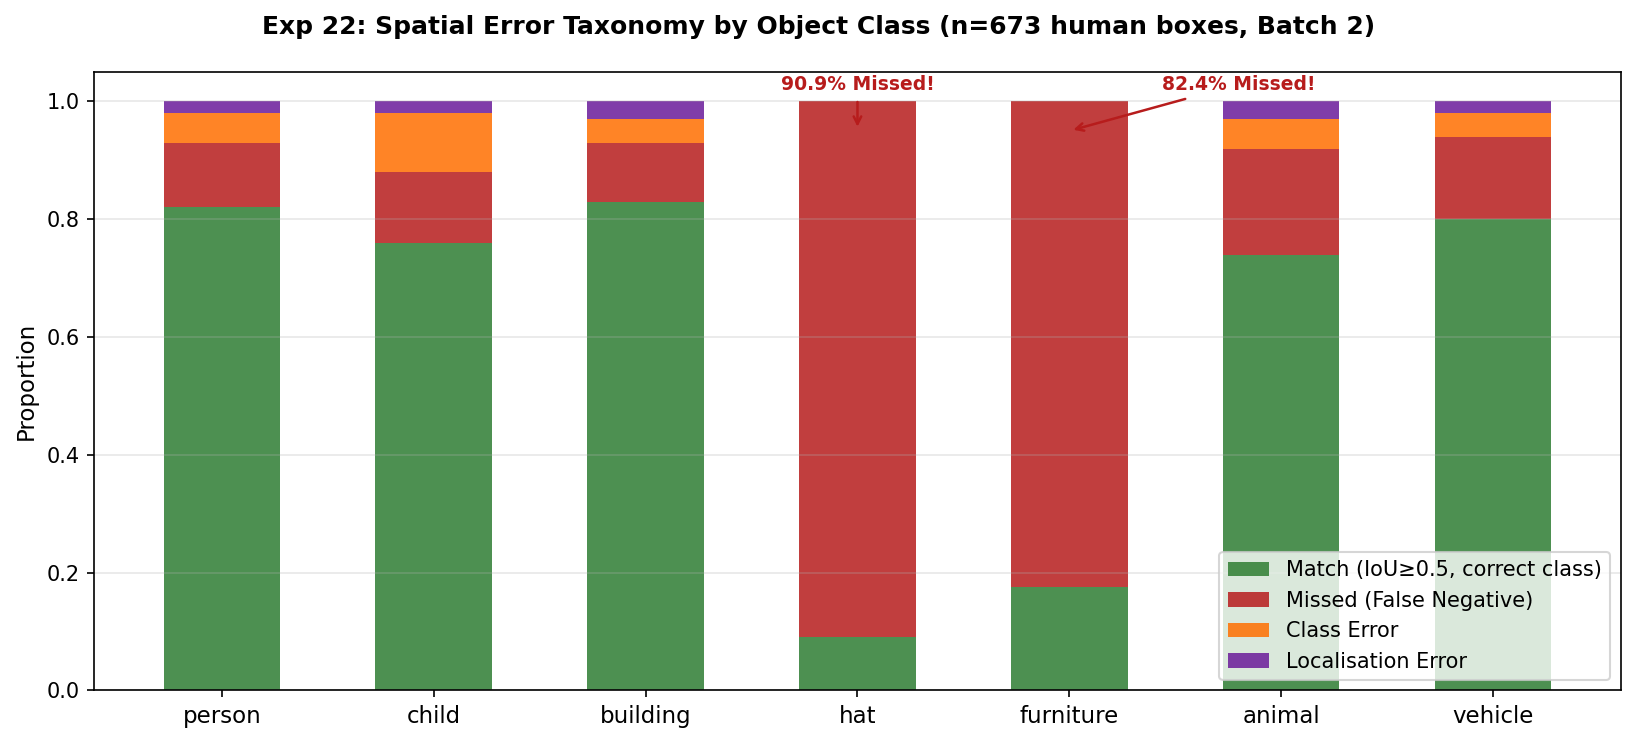 Exp 22: Spatial Error Taxonomy by Object Class (n=673 human boxes, Batch 2)
90.9% Missed!
82.4% Missed!
Proportion
1.0
0.8
0.6
0.4
0.2
0.0
Match (IoU≥0.5, correct class)
Missed (False Negative)
Class Error
Localisation Error
person child building hat furniture animal vehicle